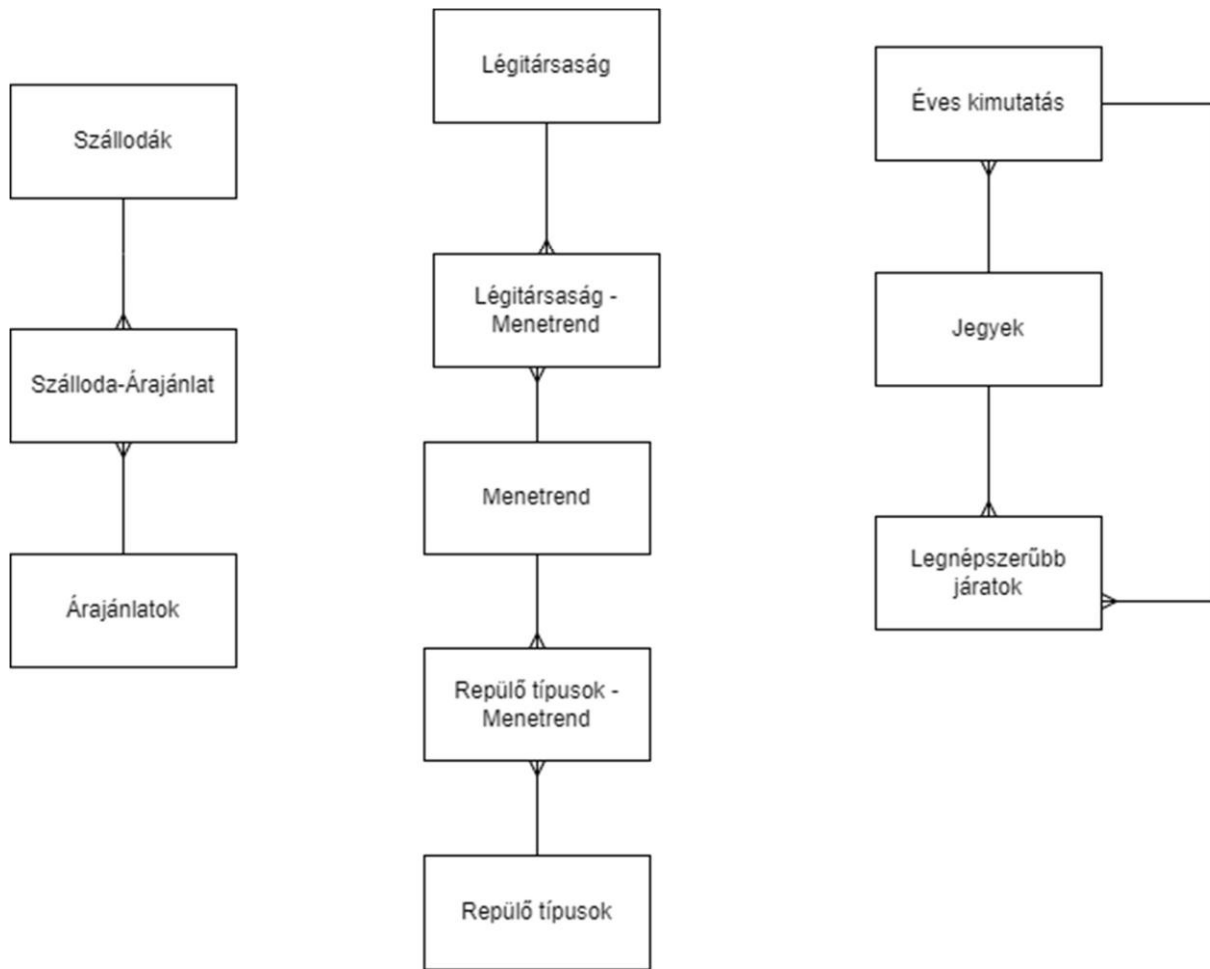 Szállodák
Szálloda-Árajánlat
Árajánlatok
Légitársaság
Légitársaság -
Menetrend
Menetrend
Repülő típusok -
Menetrend
Repülő típusok
Éves kimutatás
Jegyek
Legnépszerűbb
járatok